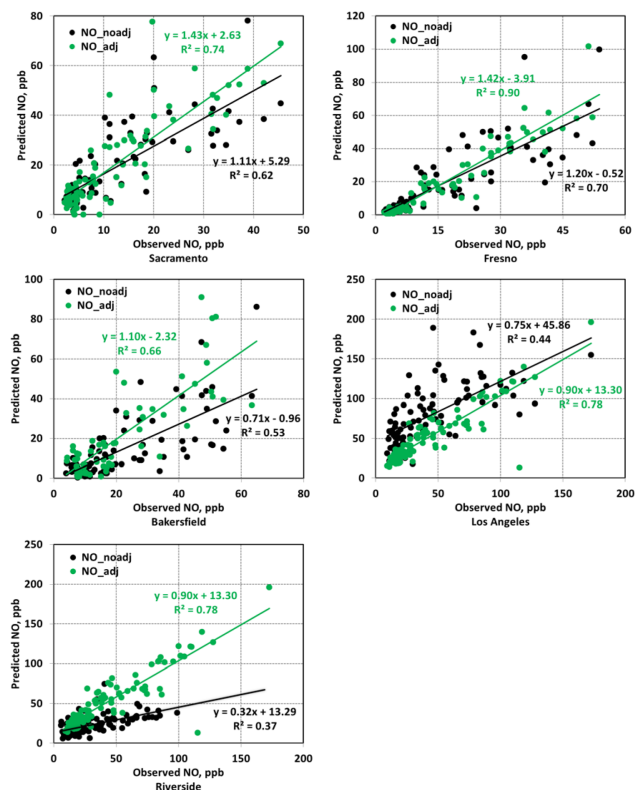 80
60
40
20
0
0 10 20 30 40 50
NO_noadj
NO_adj
y = 1.43x + 2.63
R² = 0.74
y = 1.11x + 5.29
R² = 0.62
Predicted NO, ppb
Observed NO, ppb
Sacramento
120
100
80
60
40
20
0
0 15 30 45 60
NO_noadj
NO_adj
y = 1.42x - 3.91
R² = 0.90
y = 1.20x - 0.52
R² = 0.70
Predicted NO, ppb
Observed NO, ppb
Fresno
100
80
60
40
20
0
0 20 40 60 80
NO_noadj
NO_adj
y = 1.10x - 2.32
R² = 0.66
y = 0.71x - 0.96
R² = 0.53
Predicted NO, ppb
Observed NO, ppb
Bakersfield
250
200
150
100
50
0
0 50 100 150 200
NO_noadj
NO_adj
y = 0.75x + 45.86
R² = 0.44
y = 0.90x + 13.30
R² = 0.78
Predicted NO, ppb
Observed NO, ppb
Los Angeles
250
200
150
100
50
0
0 50 100 150 200
NO_noadj
NO_adj
y = 0.90x + 13.30
R² = 0.78
y = 0.32x + 13.29
R² = 0.37
Predicted NO, ppb
Observed NO, ppb
Riverside